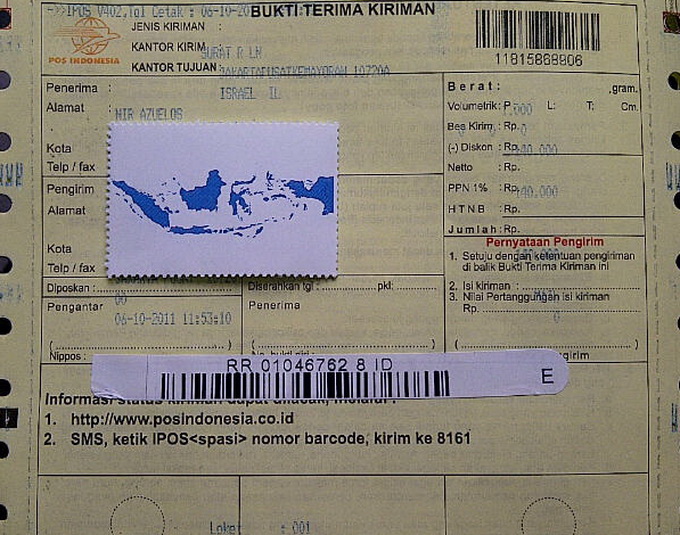 ->>IPOS V402,Tgl Cetak : 06-10-20
BUKTI TERIMA KIRIMAN
POS INDONESIA
JENIS KIRIMAN :
KANTOR KIRIM : SURAT R LN
KANTOR TUJUAN :
11815868806
Penerima : ISRAEL IL
Alamat
NIR AZUELOS
Kota
Telp / fax
Pengirim
Alamat
Kota
Telp / fax
Berat : ,gram.
Volumetrik : P. L: T: Cm.
Bea Kirim : Rp.
(-) Diskon : Rp.
Netto : Rp.
PPN 1% : Rp.
H T N B : Rp.
Jumlah : Rp.
Pernyataan Pengirim
1. Setuju dengan ketentuan pengiriman
di balik Bukti Terima Kiriman ini
2. Isi kiriman :
3. Nilai Pertanggungan isi kiriman
Rp.
Diposkan :
Diserahkan tgl : pkl:
Pengantar
Penerima
06-10-2011 11:53:10
Nippos :
RR 01046762 8 ID
E
Informasi status kiriman dapat dilacak, melalui :
1. http://www.posindonesia.co.id
2. SMS, ketik IPOS<spasi> nomor barcode, kirim ke 8161
Loket : 001